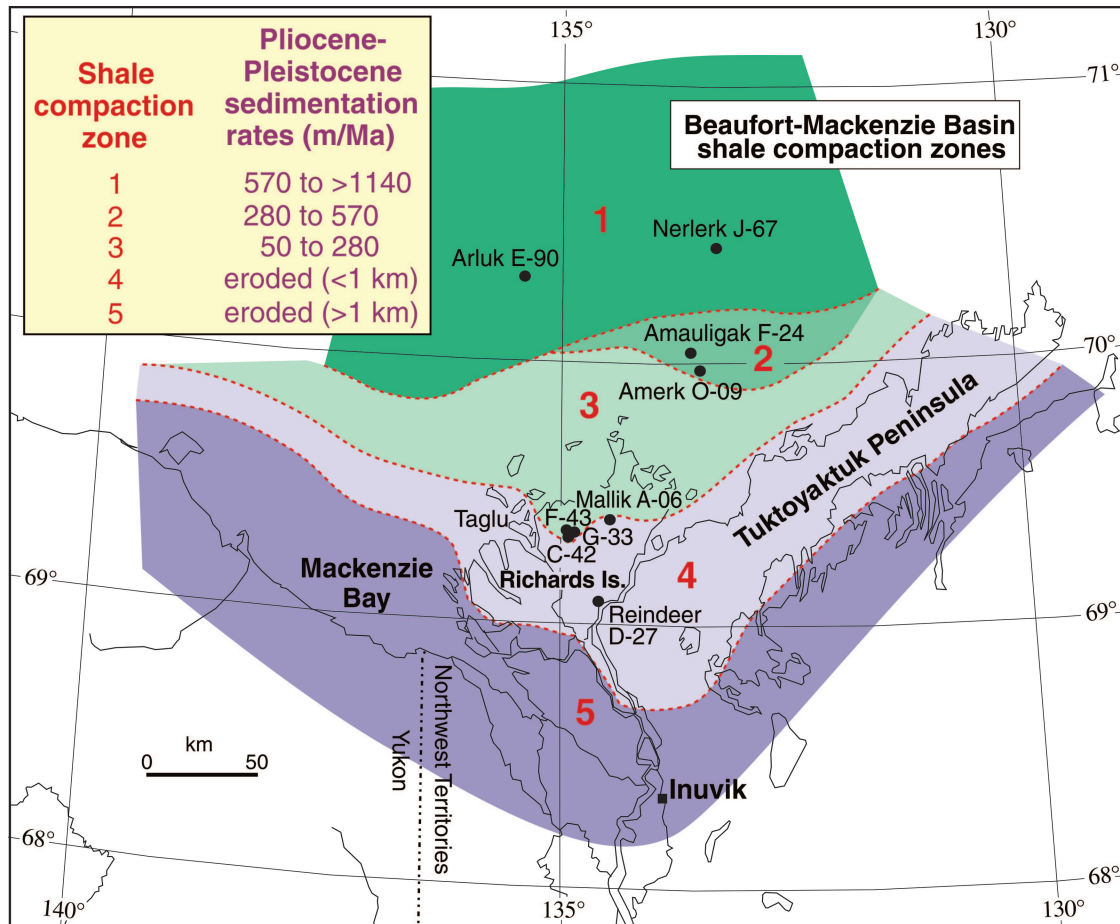 Shale
compaction
zone
Pliocene-
Pleistocene
sedimentation
rates (m/Ma)
1 570 to >1140
2 280 to 570
3 50 to 280
4 eroded (<1 km)
5 eroded (>1 km)
135°
130°
71°
Beaufort-Mackenzie Basin
shale compaction zones
1
Nerlerk J-67
Arluk E-90
Amauligak F-24
2
70°
Amerk O-09
3
Tuktoyaktuk Peninsula
Mallik A-06
Taglu
F-43
G-33
C-42
Mackenzie
Bay
Richards Is.
4
69°
Reindeer
D-27
69°
5
Northwest Territories
Yukon
km
0 50
Inuvik
68°
68°
140°
135°
130°